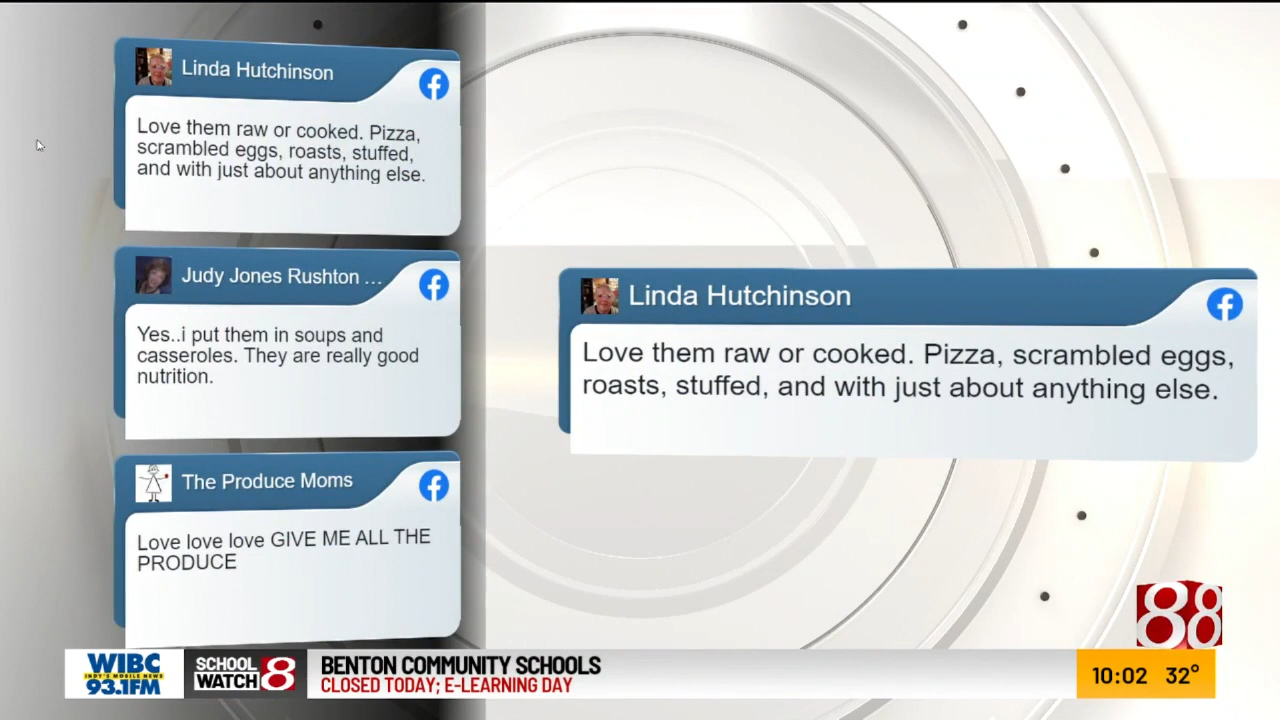 Linda Hutchinson
Love them raw or cooked. Pizza,
scrambled eggs, roasts, stuffed,
and with just about anything else.
Judy Jones Rushton ...
Yes..i put them in soups and
casseroles. They are really good
nutrition.
The Produce Moms
Love love love GIVE ME ALL THE
PRODUCE
Linda Hutchinson
Love them raw or cooked. Pizza, scrambled eggs,
roasts, stuffed, and with just about anything else.
88
WIBC
INDY'S MOBILE NEWS
93.1FM
SCHOOL
WATCH 8
BENTON COMMUNITY SCHOOLS
CLOSED TODAY; E-LEARNING DAY
10:02 32°